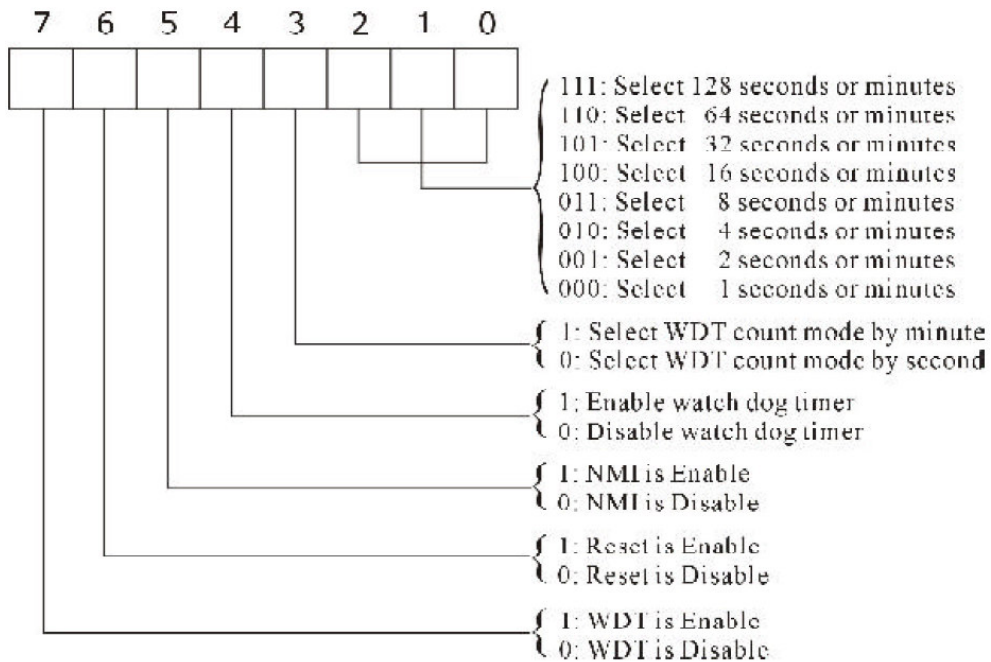 7 6 5 4 3 2 1 0
111: Select 128 seconds or minutes
110: Select 64 seconds or minutes
101: Select 32 seconds or minutes
100: Select 16 seconds or minutes
011: Select 8 seconds or minutes
010: Select 4 seconds or minutes
001: Select 2 seconds or minutes
000: Select 1 seconds or minutes
1: Select WDT count mode by minute
0: Select WDT count mode by second
1; Enable watch dog timer
0: Disable watch dog timer
1: NMI is Enable
0: NMI is Disable
1: Reset is Enable
0: Reset is Disable
1: WDT is Enable
0: WDT is Disable